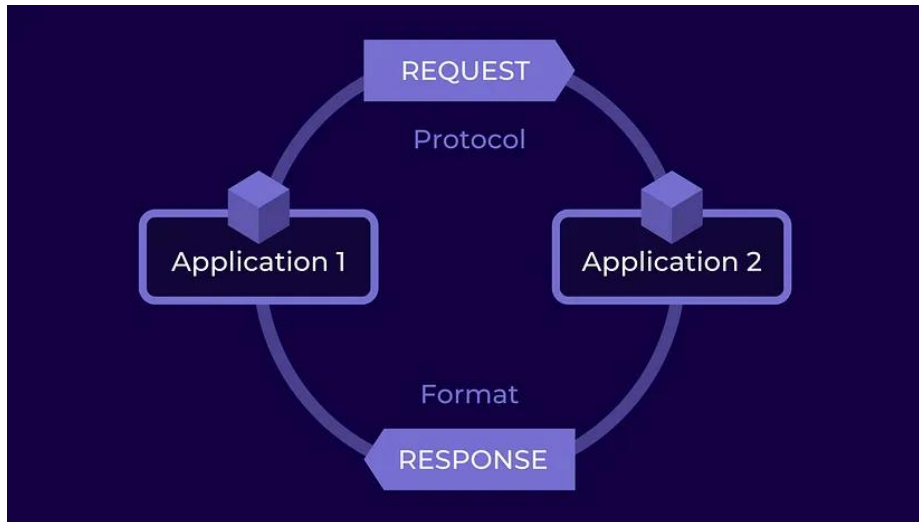 REQUEST
Protocol
Application 1
Application 2
Format
RESPONSE